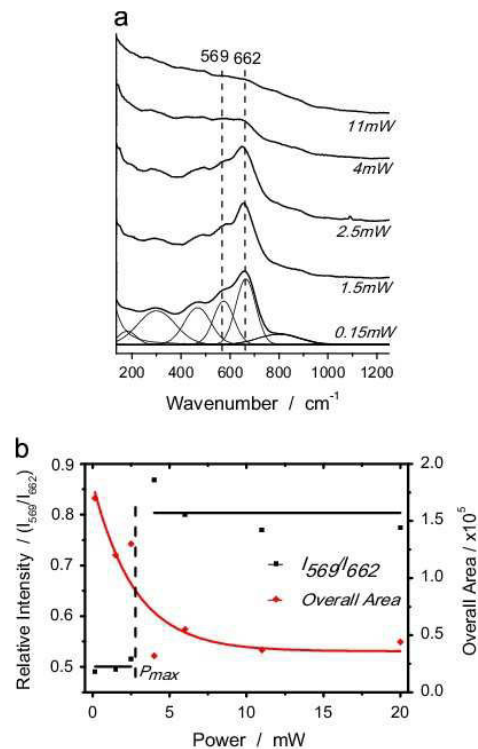 a
569 662
11mW
4mW
2.5mW
1.5mW
0.15mW
200 400 600 800 1000 1200
Wavenumber / cm⁻¹
b
Relative Intensity / (I₅₆₉/I₆₆₂)
0.9
0.8
0.7
0.6
0.5
I₅₆₉/I₆₆₂
Overall Area
Pmax
2.0
1.5
1.0
0.5
0.0
Overall Area / x10⁵
0 5 10 15 20
Power / mW